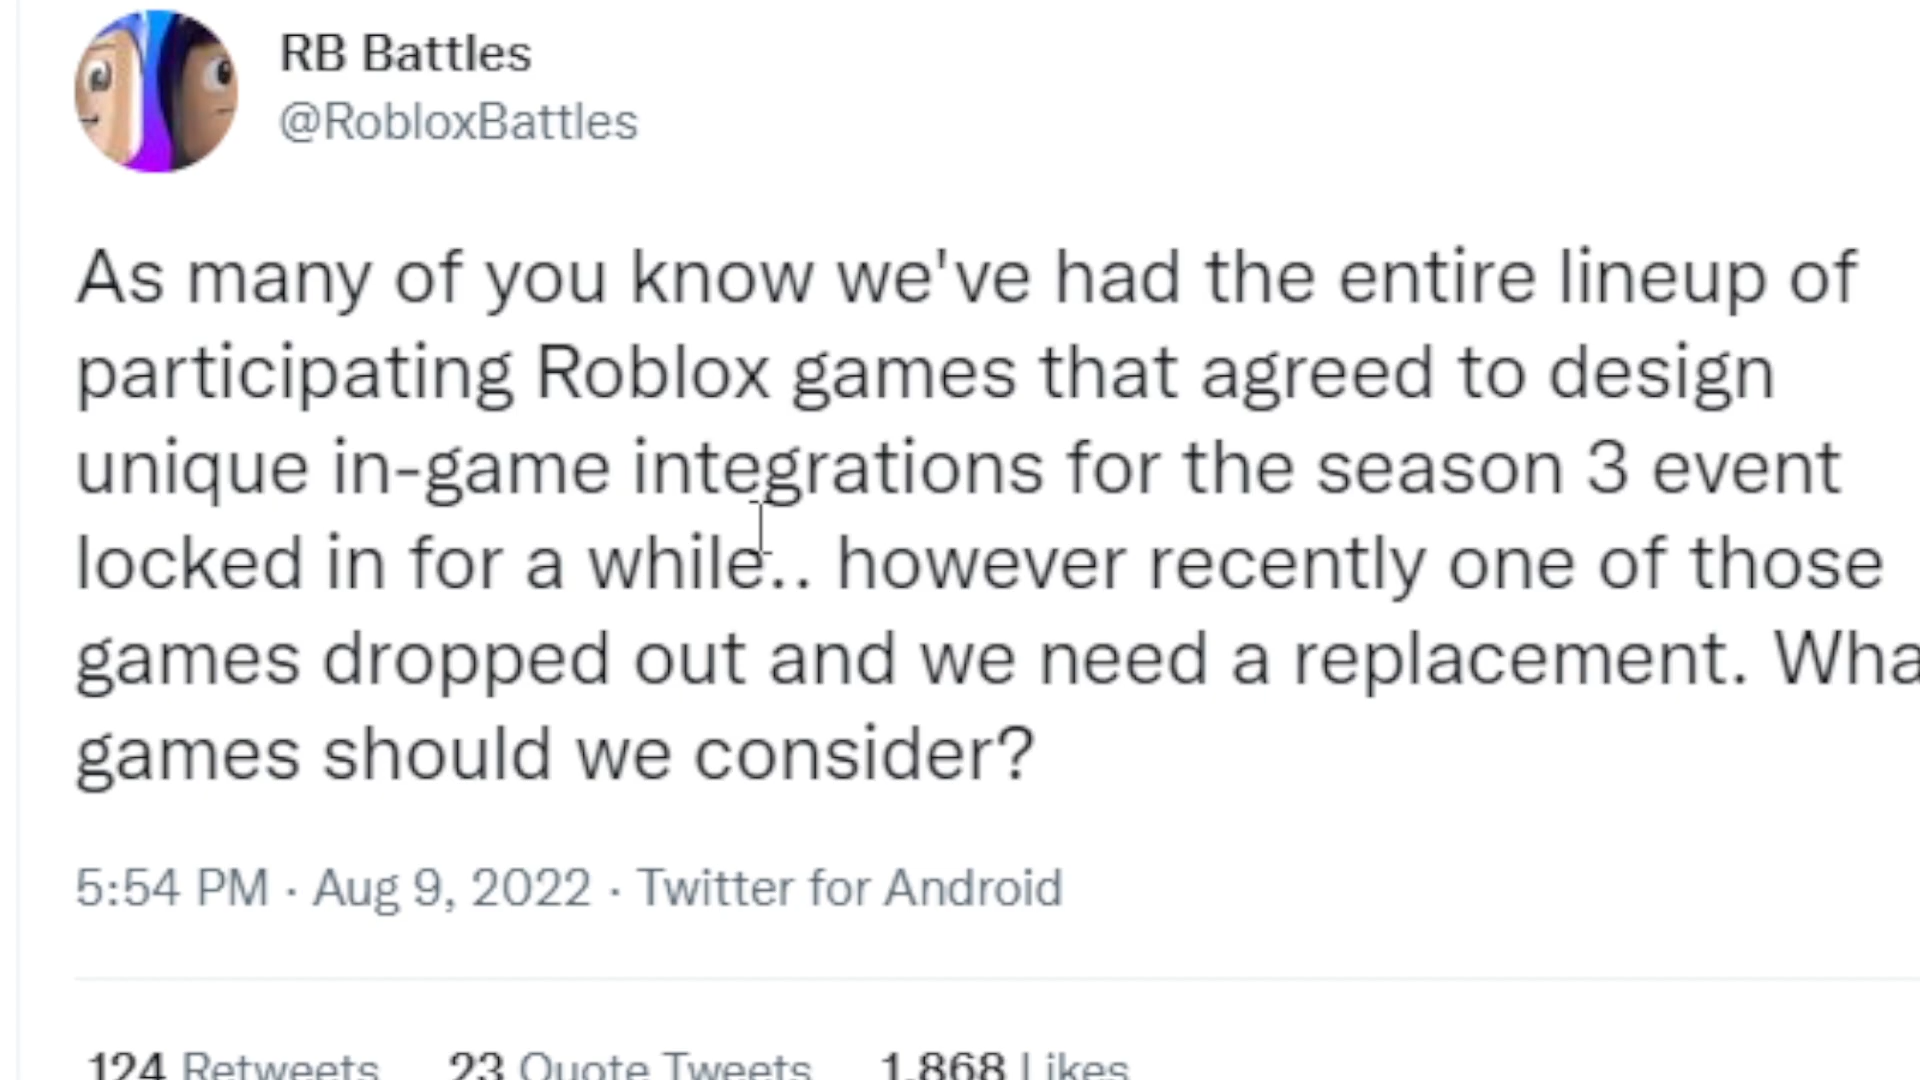 RB Battles
@RobloxBattles
As many of you know we've had the entire lineup of
participating Roblox games that agreed to design
unique in-game integrations for the season 3 event
locked in for a while.. however recently one of those
games dropped out and we need a replacement. Wha
games should we consider?
5:54 PM · Aug 9, 2022 · Twitter for Android
124 Retweets 23 Quote Tweets 1,868 Likes